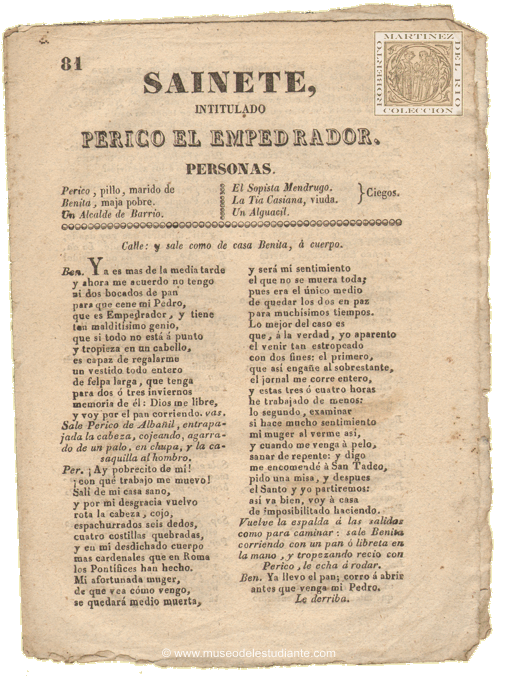 81
ROBERTO MARTINEZ DEL RIO COLECCION
SAINETE,
INTITULADO
PERICO EL EMPEDRADOR.
PERSONAS.
Perico, pillo, marido de
Benita, maja pobre.
Un Alcalde de Barrio.
El Sopista Mendrugo.
La Tia Casiana, viuda.
Un Alguacil.
} Ciegos.
Calle: y sale como de casa Benita, á cuerpo.
Ben. Ya es mas de la media tarde
y ahora me acuerdo no tengo
ni dos bocados de pan
para que cene mi Pedro,
que es Empedrador, y tiene
tan malditísimo genio,
que si todo no está á punto
y tropieza en un cabello,
es capaz de regalarme
un vestido todo entero
de felpa larga, que tenga
para dos ó tres inviernos
memoria de él: Dios me libre,
y voy por el pan corriendo. vas.
Sale Perico de Albañil, entrapa-
jada la cabeza, cojeando, agarra-
do de un palo, en chupa, y la ca-
saquilla al hombro.
Per. ¡Ay pobrecito de mí!
¡con qué trabajo me muevo!
Salí de mi casa sano,
y por mi desgracia vuelvo
rota la cabeza, cojo,
espachurrados seis dedos,
cuatro costillas quebradas,
y en mi desdichado cuerpo
mas cardenales que en Roma
los Pontífices han hecho.
Mi afortunada muger,
de que vea cómo vengo,
se quedará medio muerta,
y será mi sentimiento
el que no se muera toda;
pues era el único medio
de quedar los dos en paz
para muchísimos tiempos.
Lo mejor del caso es
que, á la verdad, yo aparento
el venir tan estropeado
con dos fines: el primero,
que así engañe al sobrestante,
el jornal me corre entero,
y estas tres ó cuatro horas
he trabajado de menos:
lo segundo, examinar
si hace mucho sentimiento
mi muger al verme así,
y cuando me venga á pelo,
sanar de repente: y digo
me encomendé á San Tadeo,
pido una misa, y despues
el Santo y yo partiremos:
asi va bien, voy á casa
de imposibilitado haciendo.
Vuelve la espalda á las salidas
como para caminar: sale Benita
corriendo con un pan ó libreta en
la mano, y tropezando recio con
Perico, le echa á rodar.
Ben. Ya llevo el pan; corro á abrir
antes que venga mi Pedro.
Le derriba.
© www.museodelestudiante.com